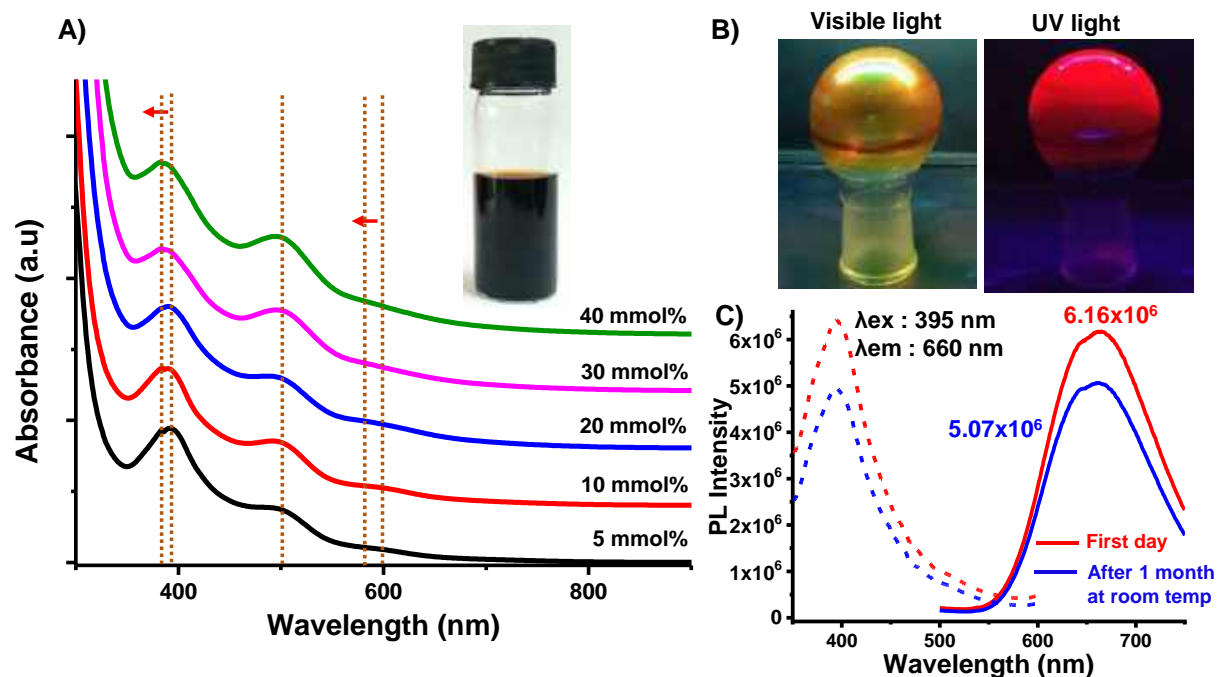 A)
Absorbance (a.u)
40 mmol%
30 mmol%
20 mmol%
10 mmol%
5 mmol%
400
600
800
Wavelength (nm)
B)
Visible light
UV light
C)
λex : 395 nm
λem : 660 nm
6.16x10⁶
5.07x10⁶
PL Intensity
6x10⁶
5x10⁶
4x10⁶
3x10⁶
2x10⁶
1x10⁶
0
First day
After 1 month
at room temp
400
500
600
700
Wavelength (nm)